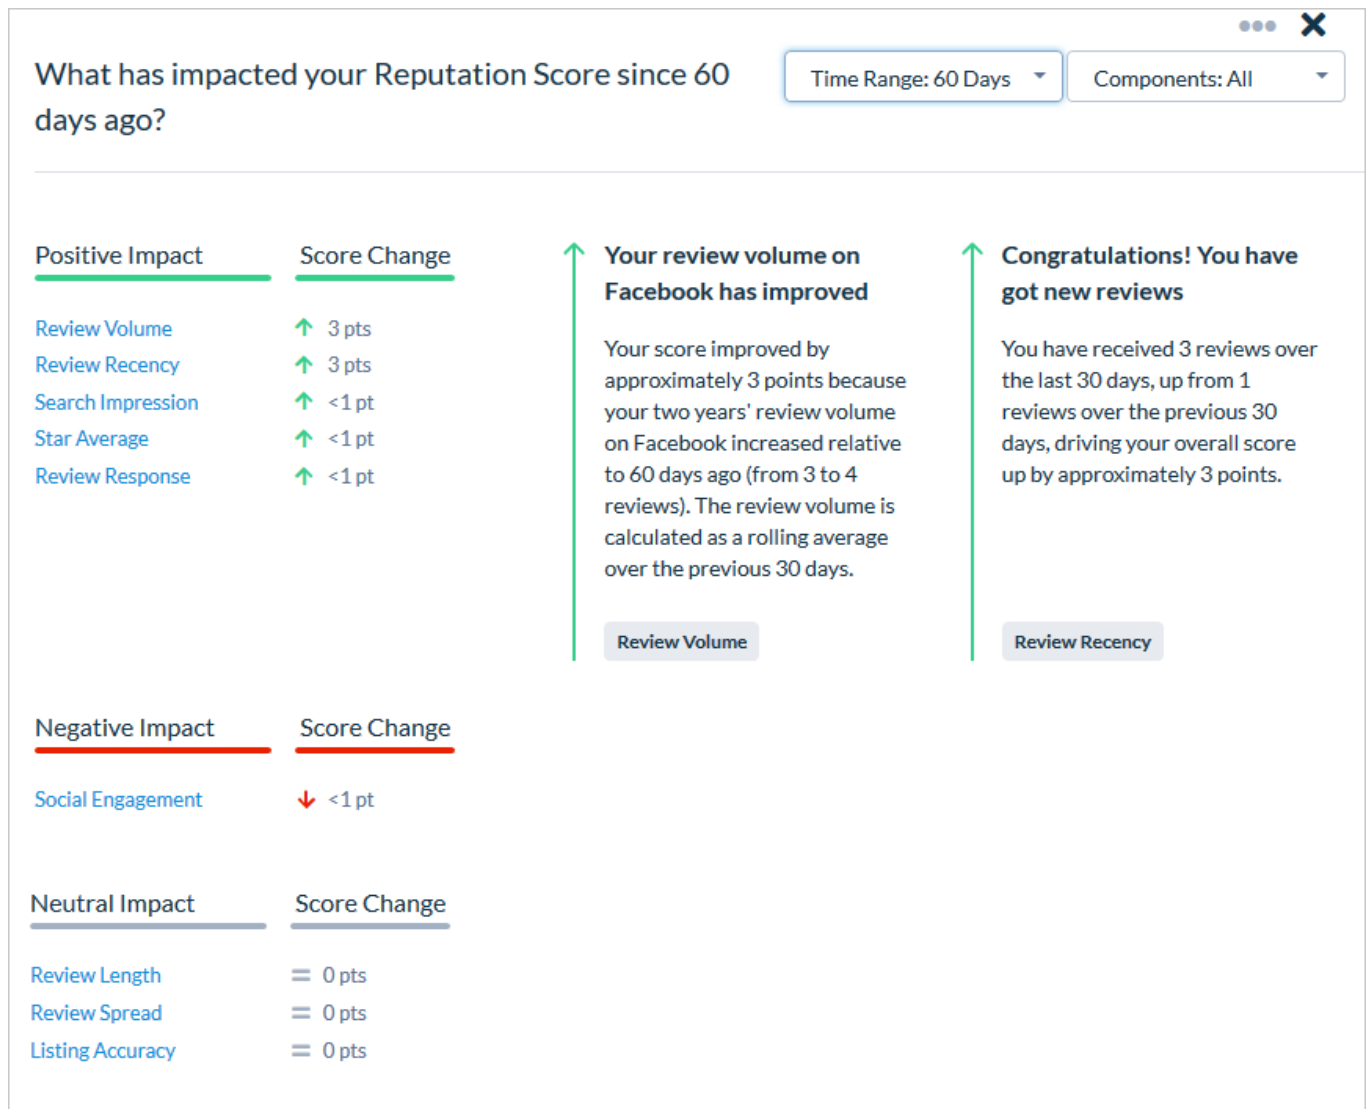 What has impacted your Reputation Score since 60
days ago?
Time Range: 60 Days
Components: All
Positive Impact
Score Change
Review Volume
3 pts
Review Recency
3 pts
Search Impression
<1 pt
Star Average
<1 pt
Review Response
<1 pt
Your review volume on
Facebook has improved
Your score improved by
approximately 3 points because
your two years' review volume
on Facebook increased relative
to 60 days ago (from 3 to 4
reviews). The review volume is
calculated as a rolling average
over the previous 30 days.
Review Volume
Congratulations! You have
got new reviews
You have received 3 reviews over
the last 30 days, up from 1
reviews over the previous 30
days, driving your overall score
up by approximately 3 points.
Review Recency
Negative Impact
Score Change
Social Engagement
<1 pt
Neutral Impact
Score Change
Review Length
0 pts
Review Spread
0 pts
Listing Accuracy
0 pts